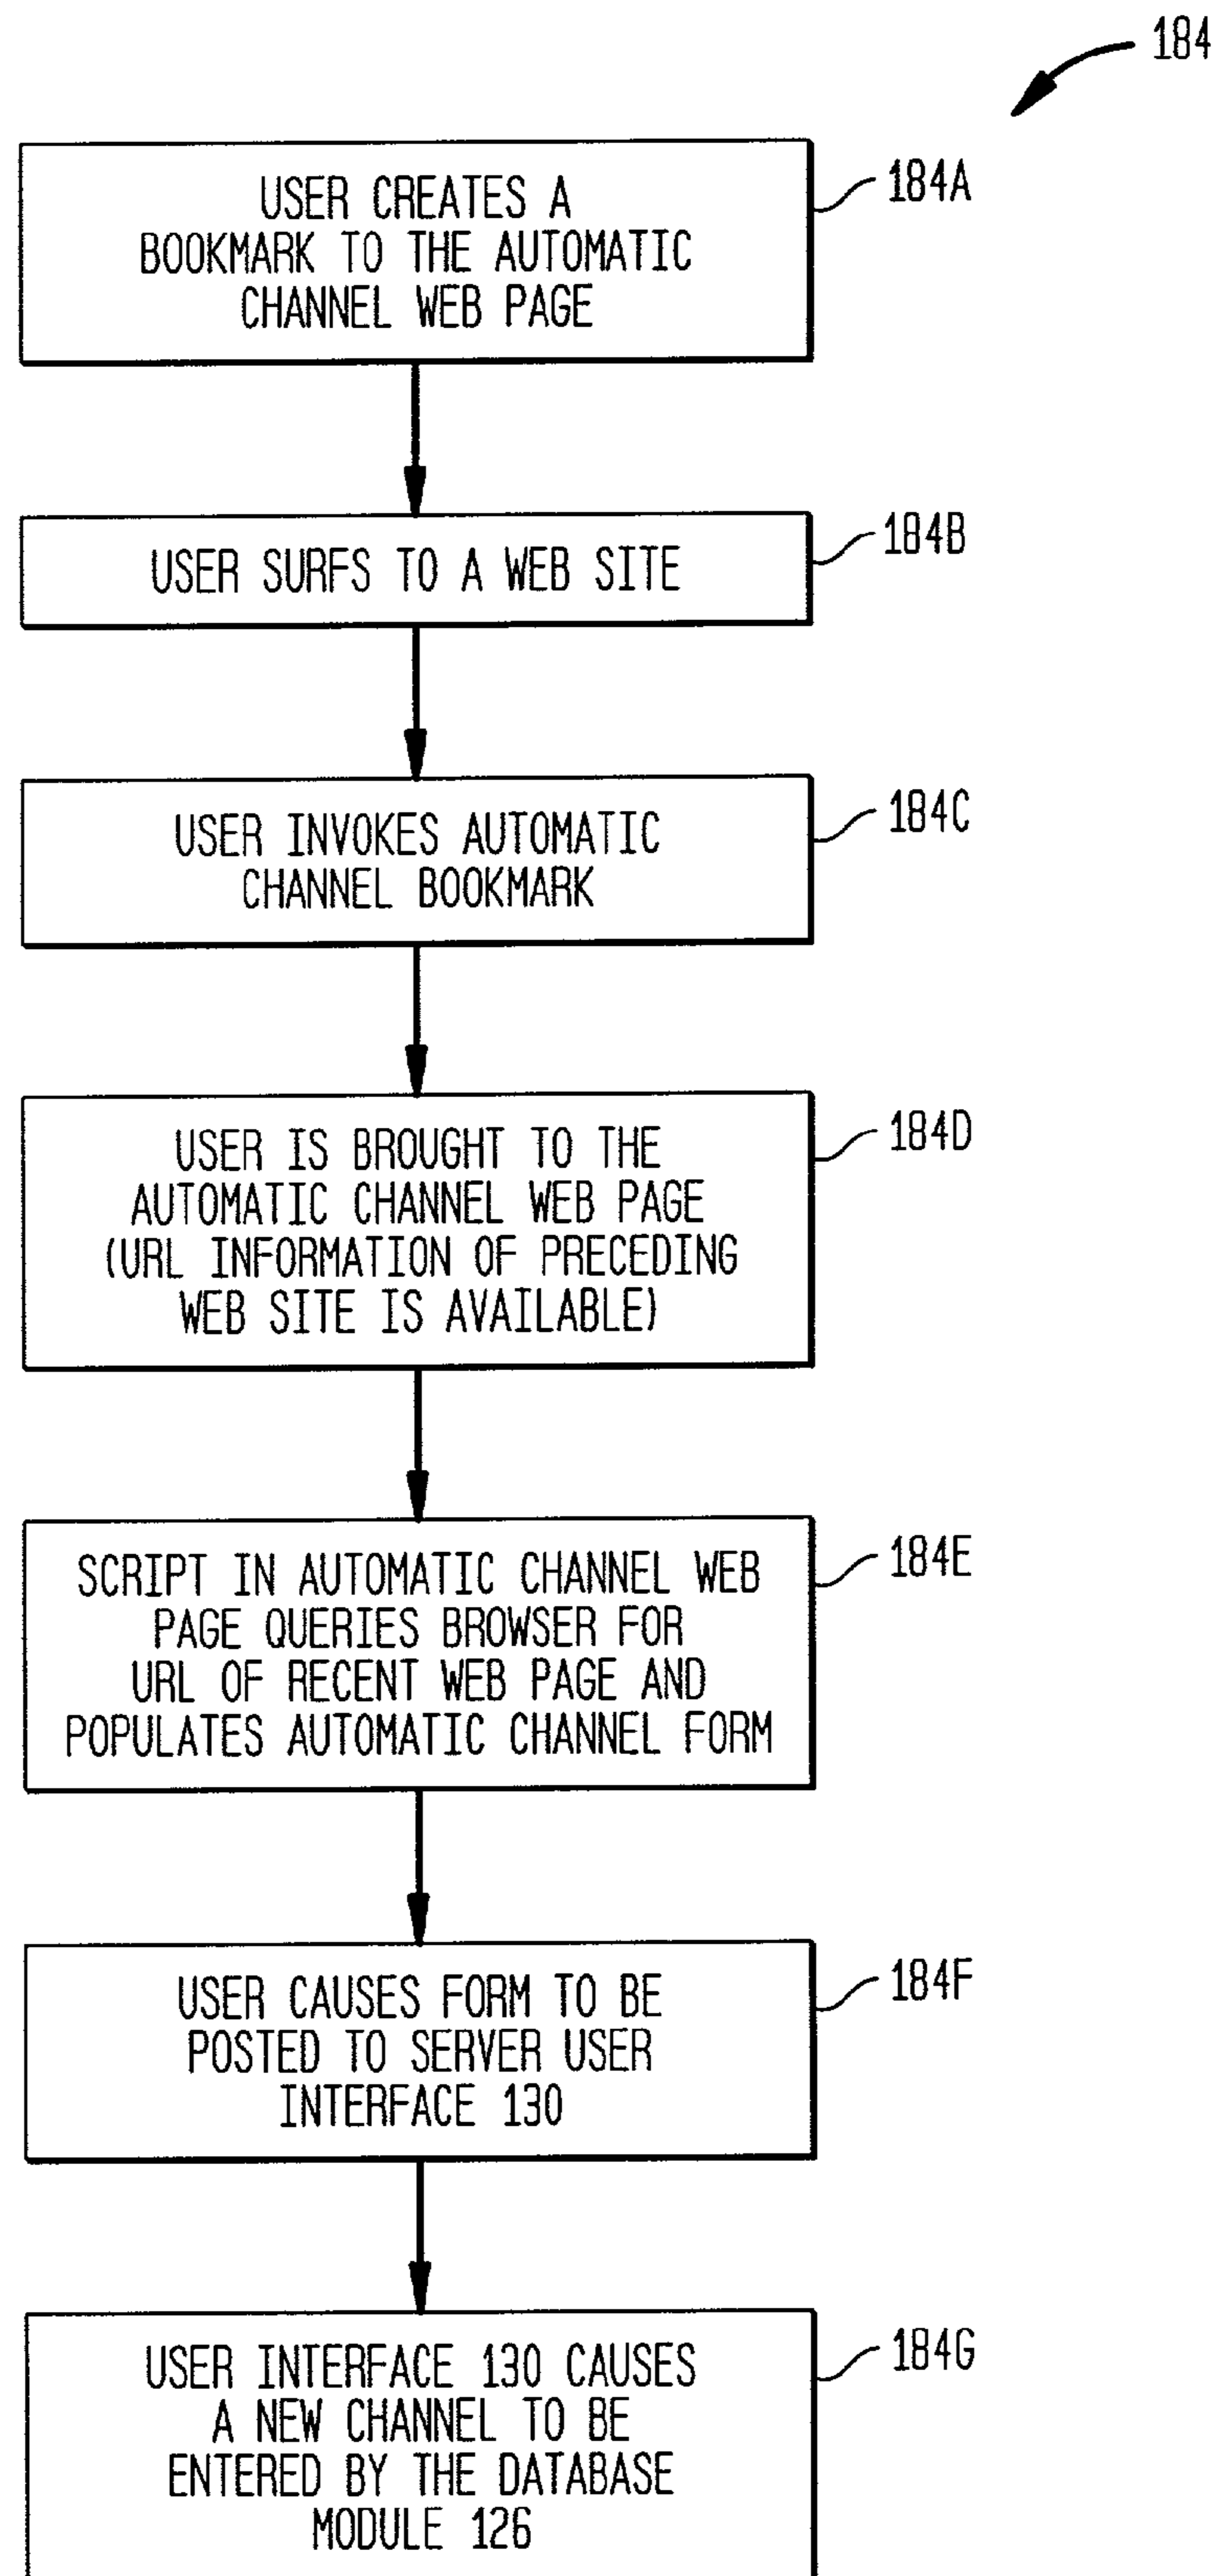 184
USER CREATES A
BOOKMARK TO THE AUTOMATIC
CHANNEL WEB PAGE
184A
USER SURFS TO A WEB SITE
184B
USER INVOKES AUTOMATIC
CHANNEL BOOKMARK
184C
USER IS BROUGHT TO THE
AUTOMATIC CHANNEL WEB PAGE
(URL INFORMATION OF PRECEDING
WEB SITE IS AVAILABLE)
184D
SCRIPT IN AUTOMATIC CHANNEL WEB
PAGE QUERIES BROWSER FOR
URL OF RECENT WEB PAGE AND
POPULATES AUTOMATIC CHANNEL FORM
184E
USER CAUSES FORM TO BE
POSTED TO SERVER USER
INTERFACE 130
184F
USER INTERFACE 130 CAUSES
A NEW CHANNEL TO BE
ENTERED BY THE DATABASE
MODULE 126
184G